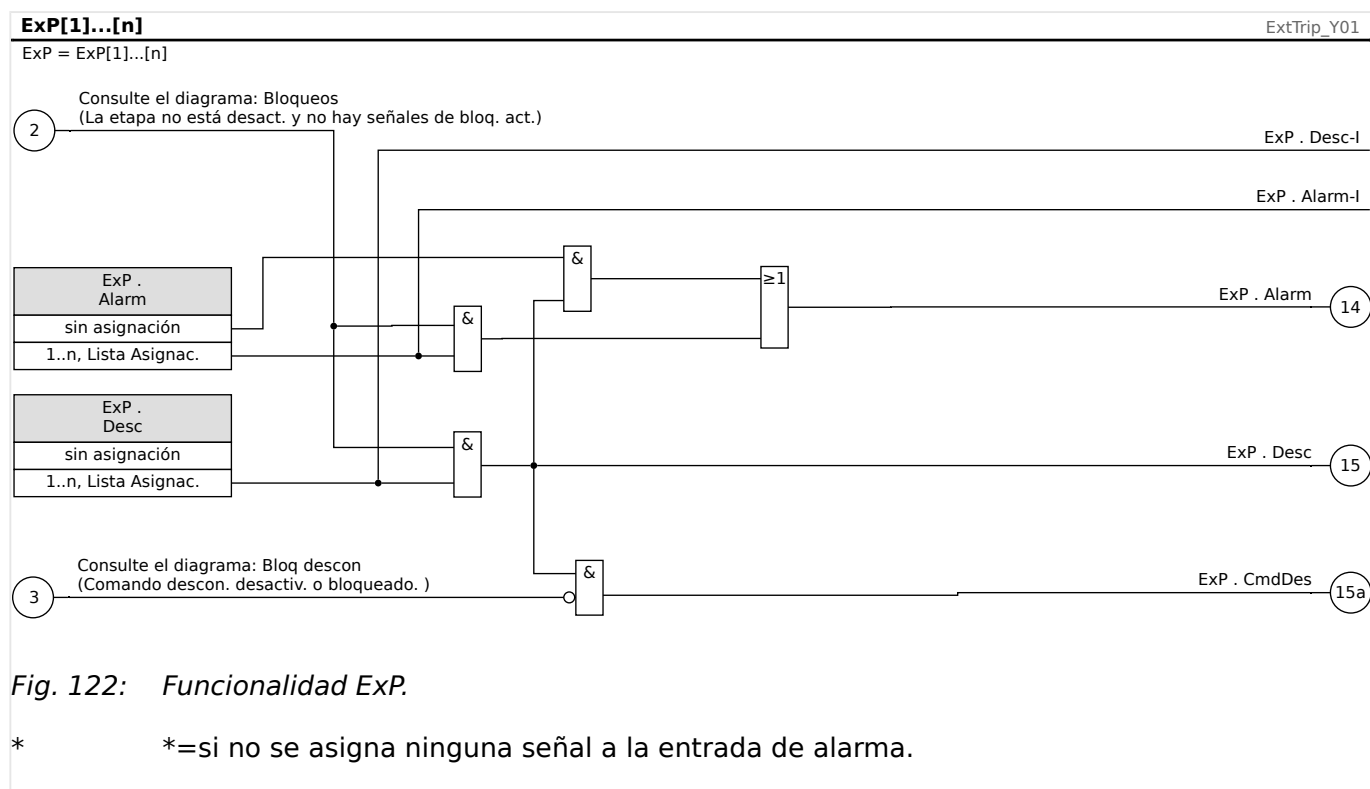 ExP[1]...[n]
ExtTrip_Y01
ExP = ExP[1]...[n]
Consulte el diagrama: Bloqueos
(La etapa no está desact. y no hay señales de bloq. act.)
2
ExP . Desc-I
ExP . Alarm-I
&
ExP .
Alarm
≥1
ExP . Alarm
14
sin asignación
&
1..n, Lista Asignac.
ExP .
Desc
&
sin asignación
ExP . Desc
15
1..n, Lista Asignac.
Consulte el diagrama: Bloq descon
(Comando descon. desactiv. o bloqueado. )
3
&
ExP . CmdDes
15a
Fig. 122: Funcionalidad ExP.
* *=si no se asigna ninguna señal a la entrada de alarma.